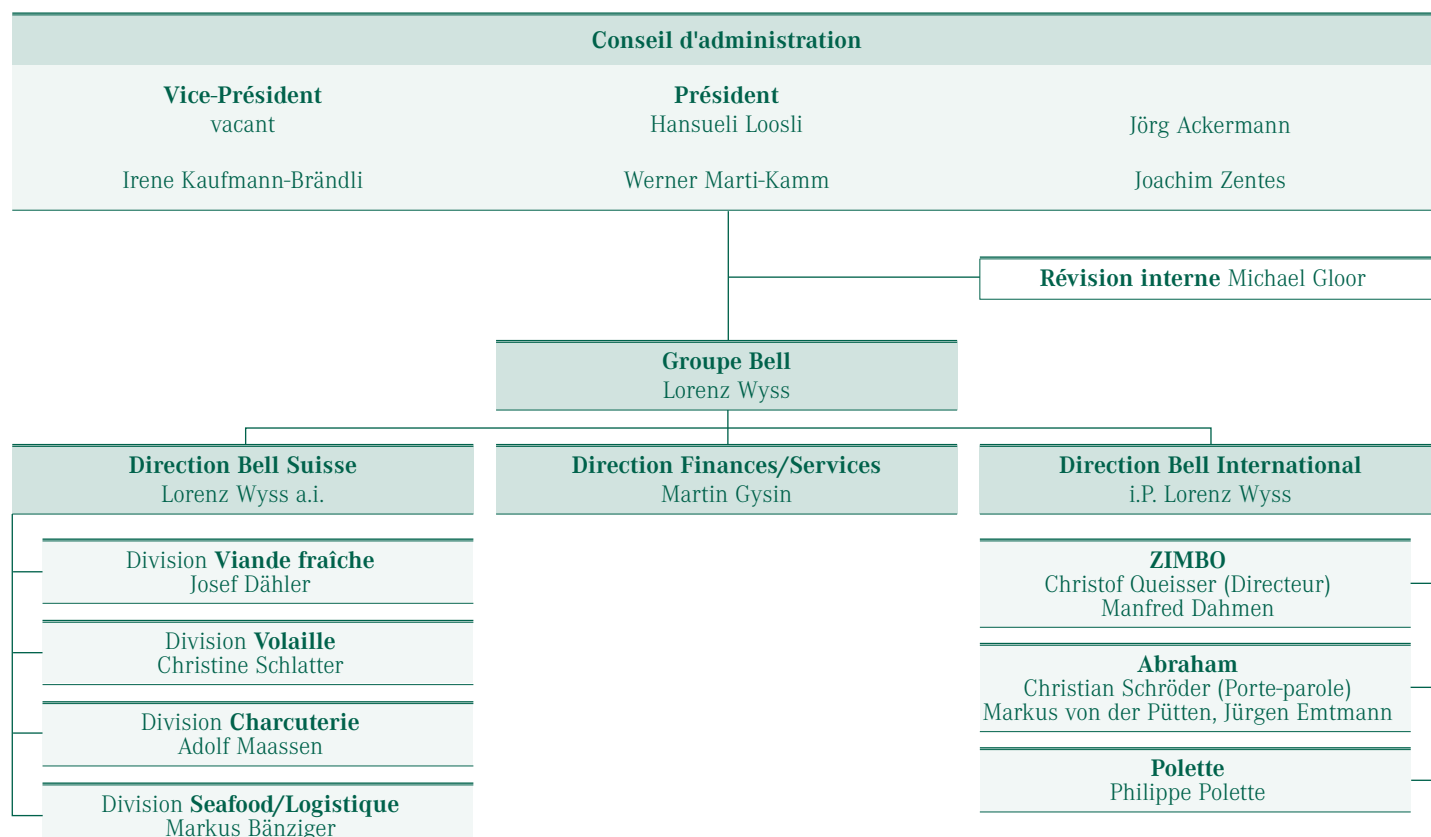 Conseil d'administration
Vice-Président
vacant
Président
Hansueli Loosli
Jörg Ackermann
Irene Kaufmann-Brändli
Werner Marti-Kamm
Joachim Zentes
Révision interne Michael Gloor
Groupe Bell
Lorenz Wyss
Direction Bell Suisse
Lorenz Wyss a.i.
Direction Finances/Services
Martin Gysin
Direction Bell International
i.P. Lorenz Wyss
Division Viande fraîche
Josef Dähler
Division Volaille
Christine Schlatter
Division Charcuterie
Adolf Maassen
Division Seafood/Logistique
Markus Bänziger
ZIMBO
Christof Queisser (Directeur)
Manfred Dahmen
Abraham
Christian Schröder (Porte-parole)
Markus von der Pütten, Jürgen Emtmann
Polette
Philippe Polette